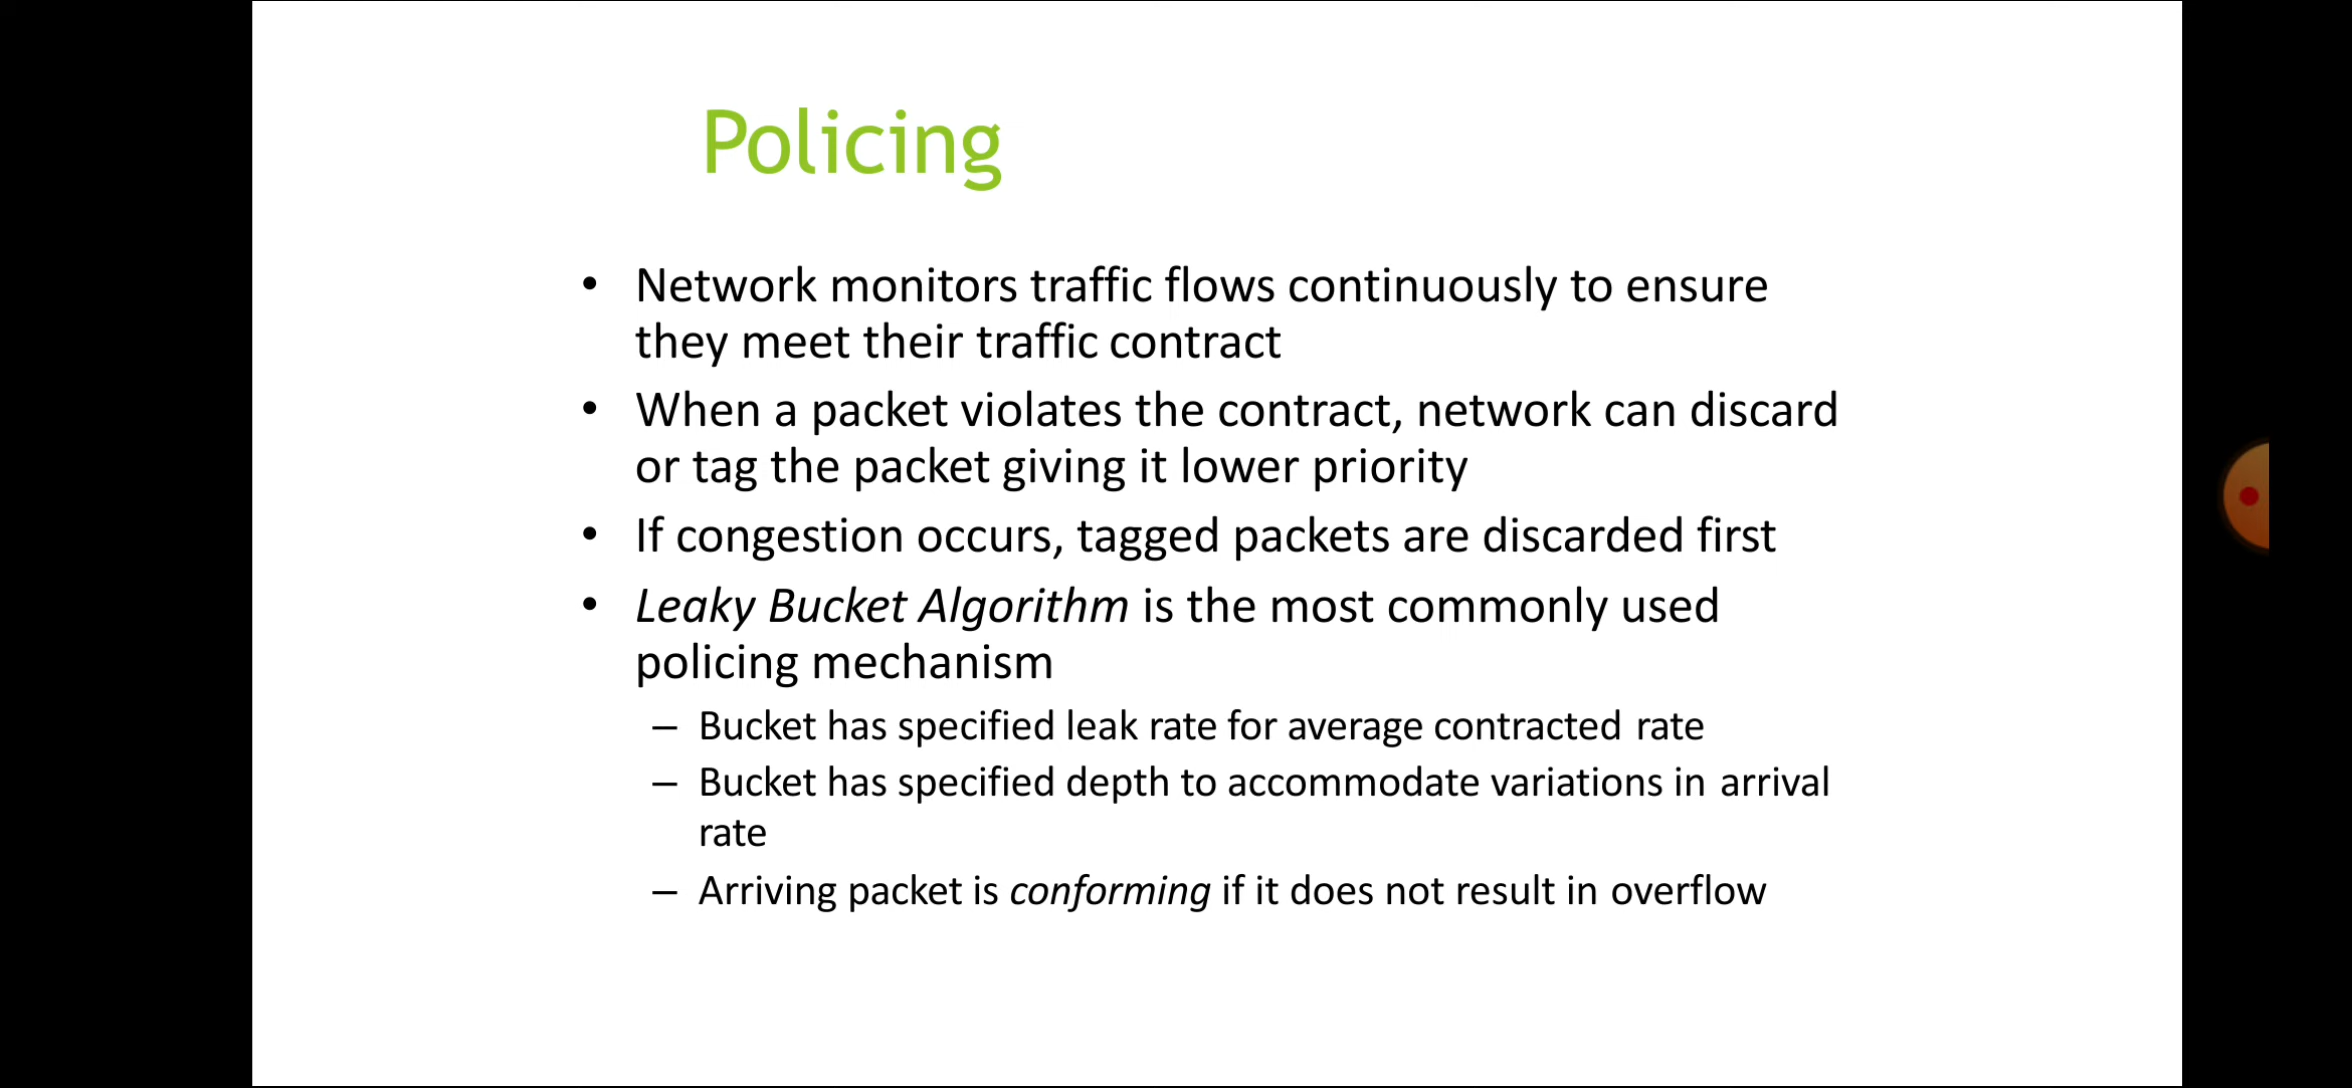 Policing
• Network monitors traffic flows continuously to ensure
they meet their traffic contract
• When a packet violates the contract, network can discard
or tag the packet giving it lower priority
• If congestion occurs, tagged packets are discarded first
• Leaky Bucket Algorithm is the most commonly used
policing mechanism
– Bucket has specified leak rate for average contracted rate
– Bucket has specified depth to accommodate variations in arrival
rate
– Arriving packet is conforming if it does not result in overflow